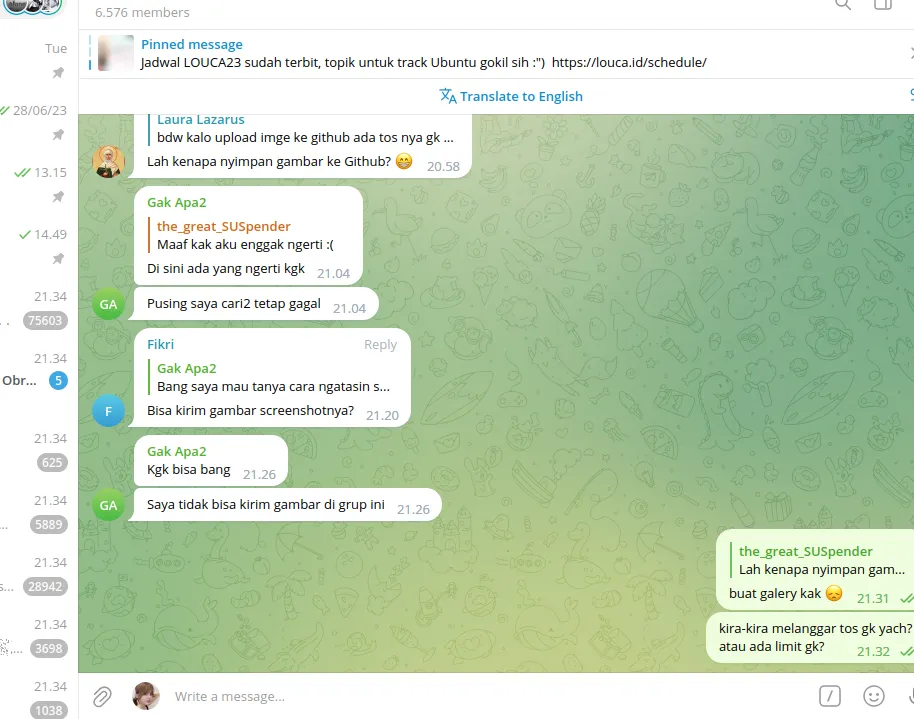 6.576 members
Pinned message
Jadwal LOUCA23 sudah terbit, topik untuk track Ubuntu gokil sih :") https://louca.id/schedule/
Translate to English
Tue
28/06/23
13.15
14.49
21.34
75603
21.34
Obr...
5
21.34
625
21.34
5889
21.34
s...
28942
21.34
3698
21.34
1038
Laura Lazarus
bdw kalo upload imge ke github ada tos nya gk ...
Lah kenapa nyimpan gambar ke Github? 😁 20.58
Gak Apa2
the_great_SUSpender
Maaf kak aku enggak ngerti :(
Di sini ada yang ngerti kgk 21.04
GA
Pusing saya cari2 tetap gagal 21.04
Fikri Reply
Gak Apa2
Bang saya mau tanya cara ngatasin s...
Bisa kirim gambar screenshotnya? 21.20
F
Gak Apa2
Kgk bisa bang 21.26
GA
Saya tidak bisa kirim gambar di grup ini 21.26
the_great_SUSpender
Lah kenapa nyimpan gam...
buat galery kak 😞 21.31
kira-kira melanggar tos gk yach?
atau ada limit gk? 21.32
Write a message...